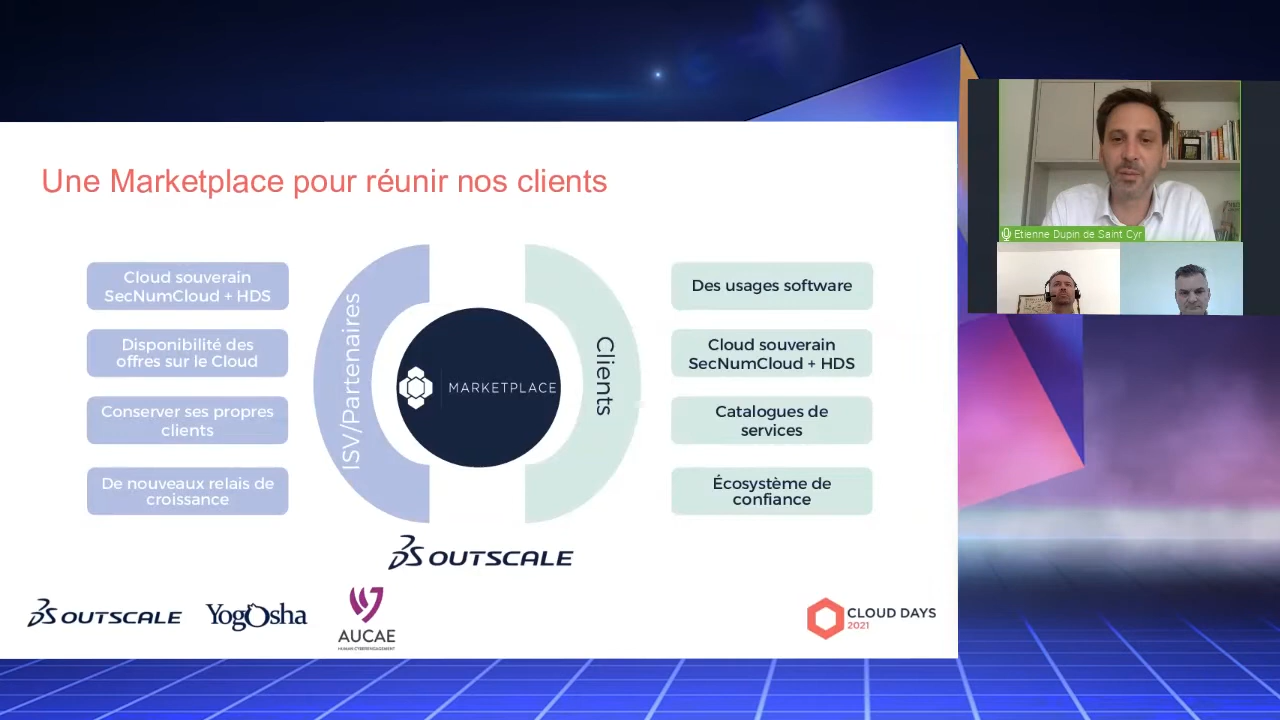 Une Marketplace pour réunir nos clients
Cloud souverain
SecNumCloud + HDS
Disponibilité des
offres sur le Cloud
Conserver ses propres
clients
De nouveaux relais de
croissance
ISV/Partenaires
MARKETPLACE
Clients
Des usages software
Cloud souverain
SecNumCloud + HDS
Catalogues de
services
Écosystème de
confiance
OUTSCALE
OUTSCALE
YogOsha
AUCAE
HUMAN CYBERENGAGEMENT
CLOUD DAYS
2021
Etienne Dupin de Saint Cyr